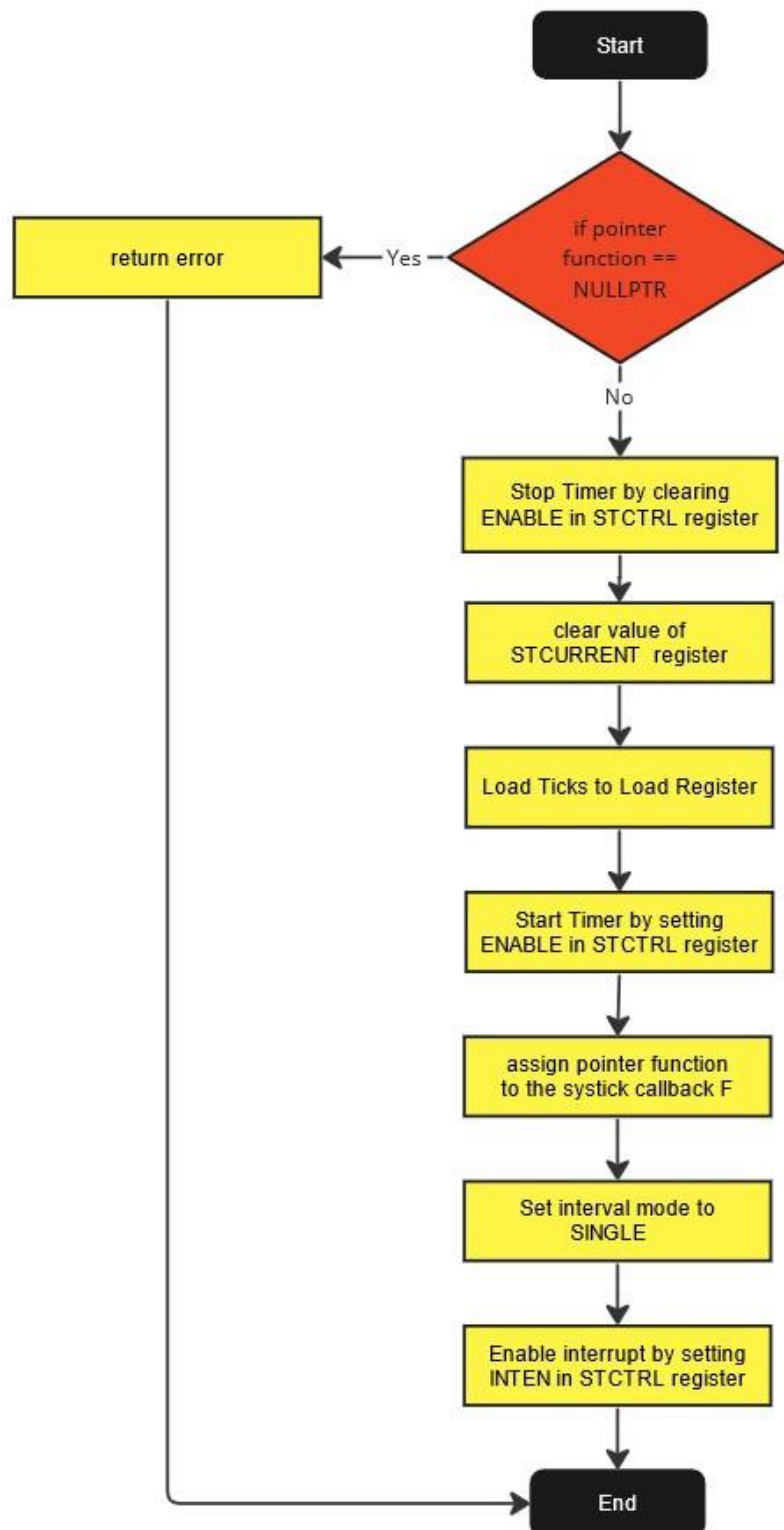 Start
if pointer
function ==
NULLPTR
Yes
return error
No
Stop Timer by clearing
ENABLE in STCTRL register
clear value of
STCURRENT register
Load Ticks to Load Register
Start Timer by setting
ENABLE in STCTRL register
assign pointer function
to the systick callback F
Set interval mode to
SINGLE
Enable interrupt by setting
INTEN in STCTRL register
End